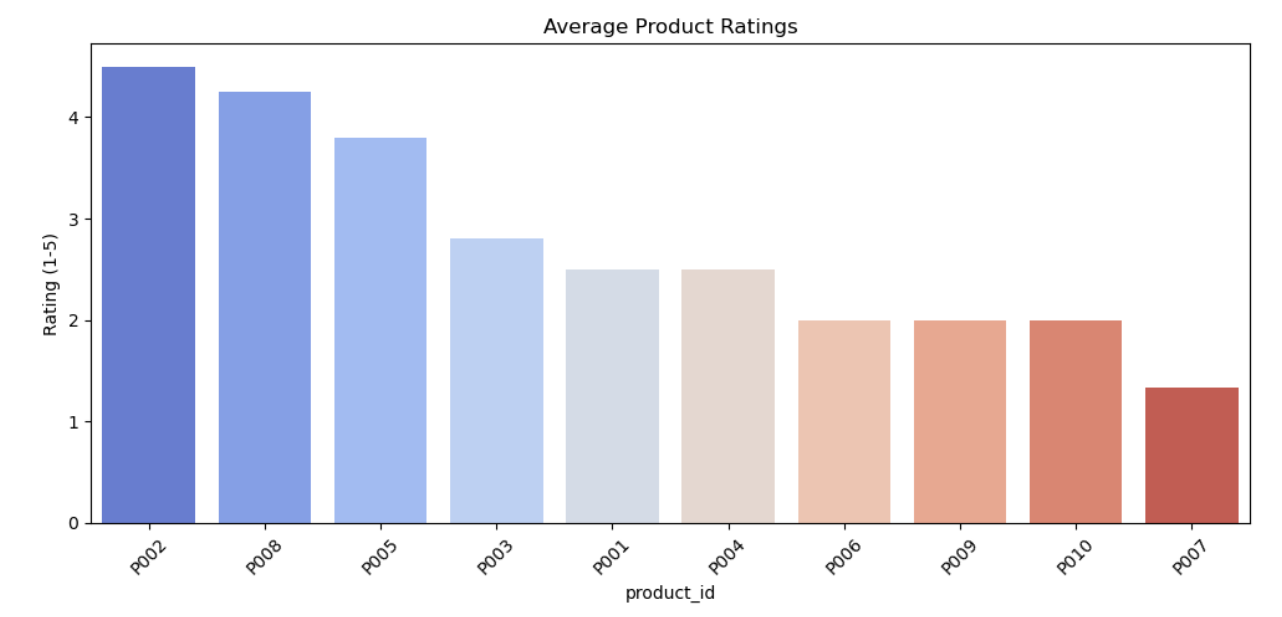 Average Product Ratings
Rating (1-5)
4
3
2
1
0
P002 P008 P005 P003 P001 P004 P006 P009 P010 P007
product_id